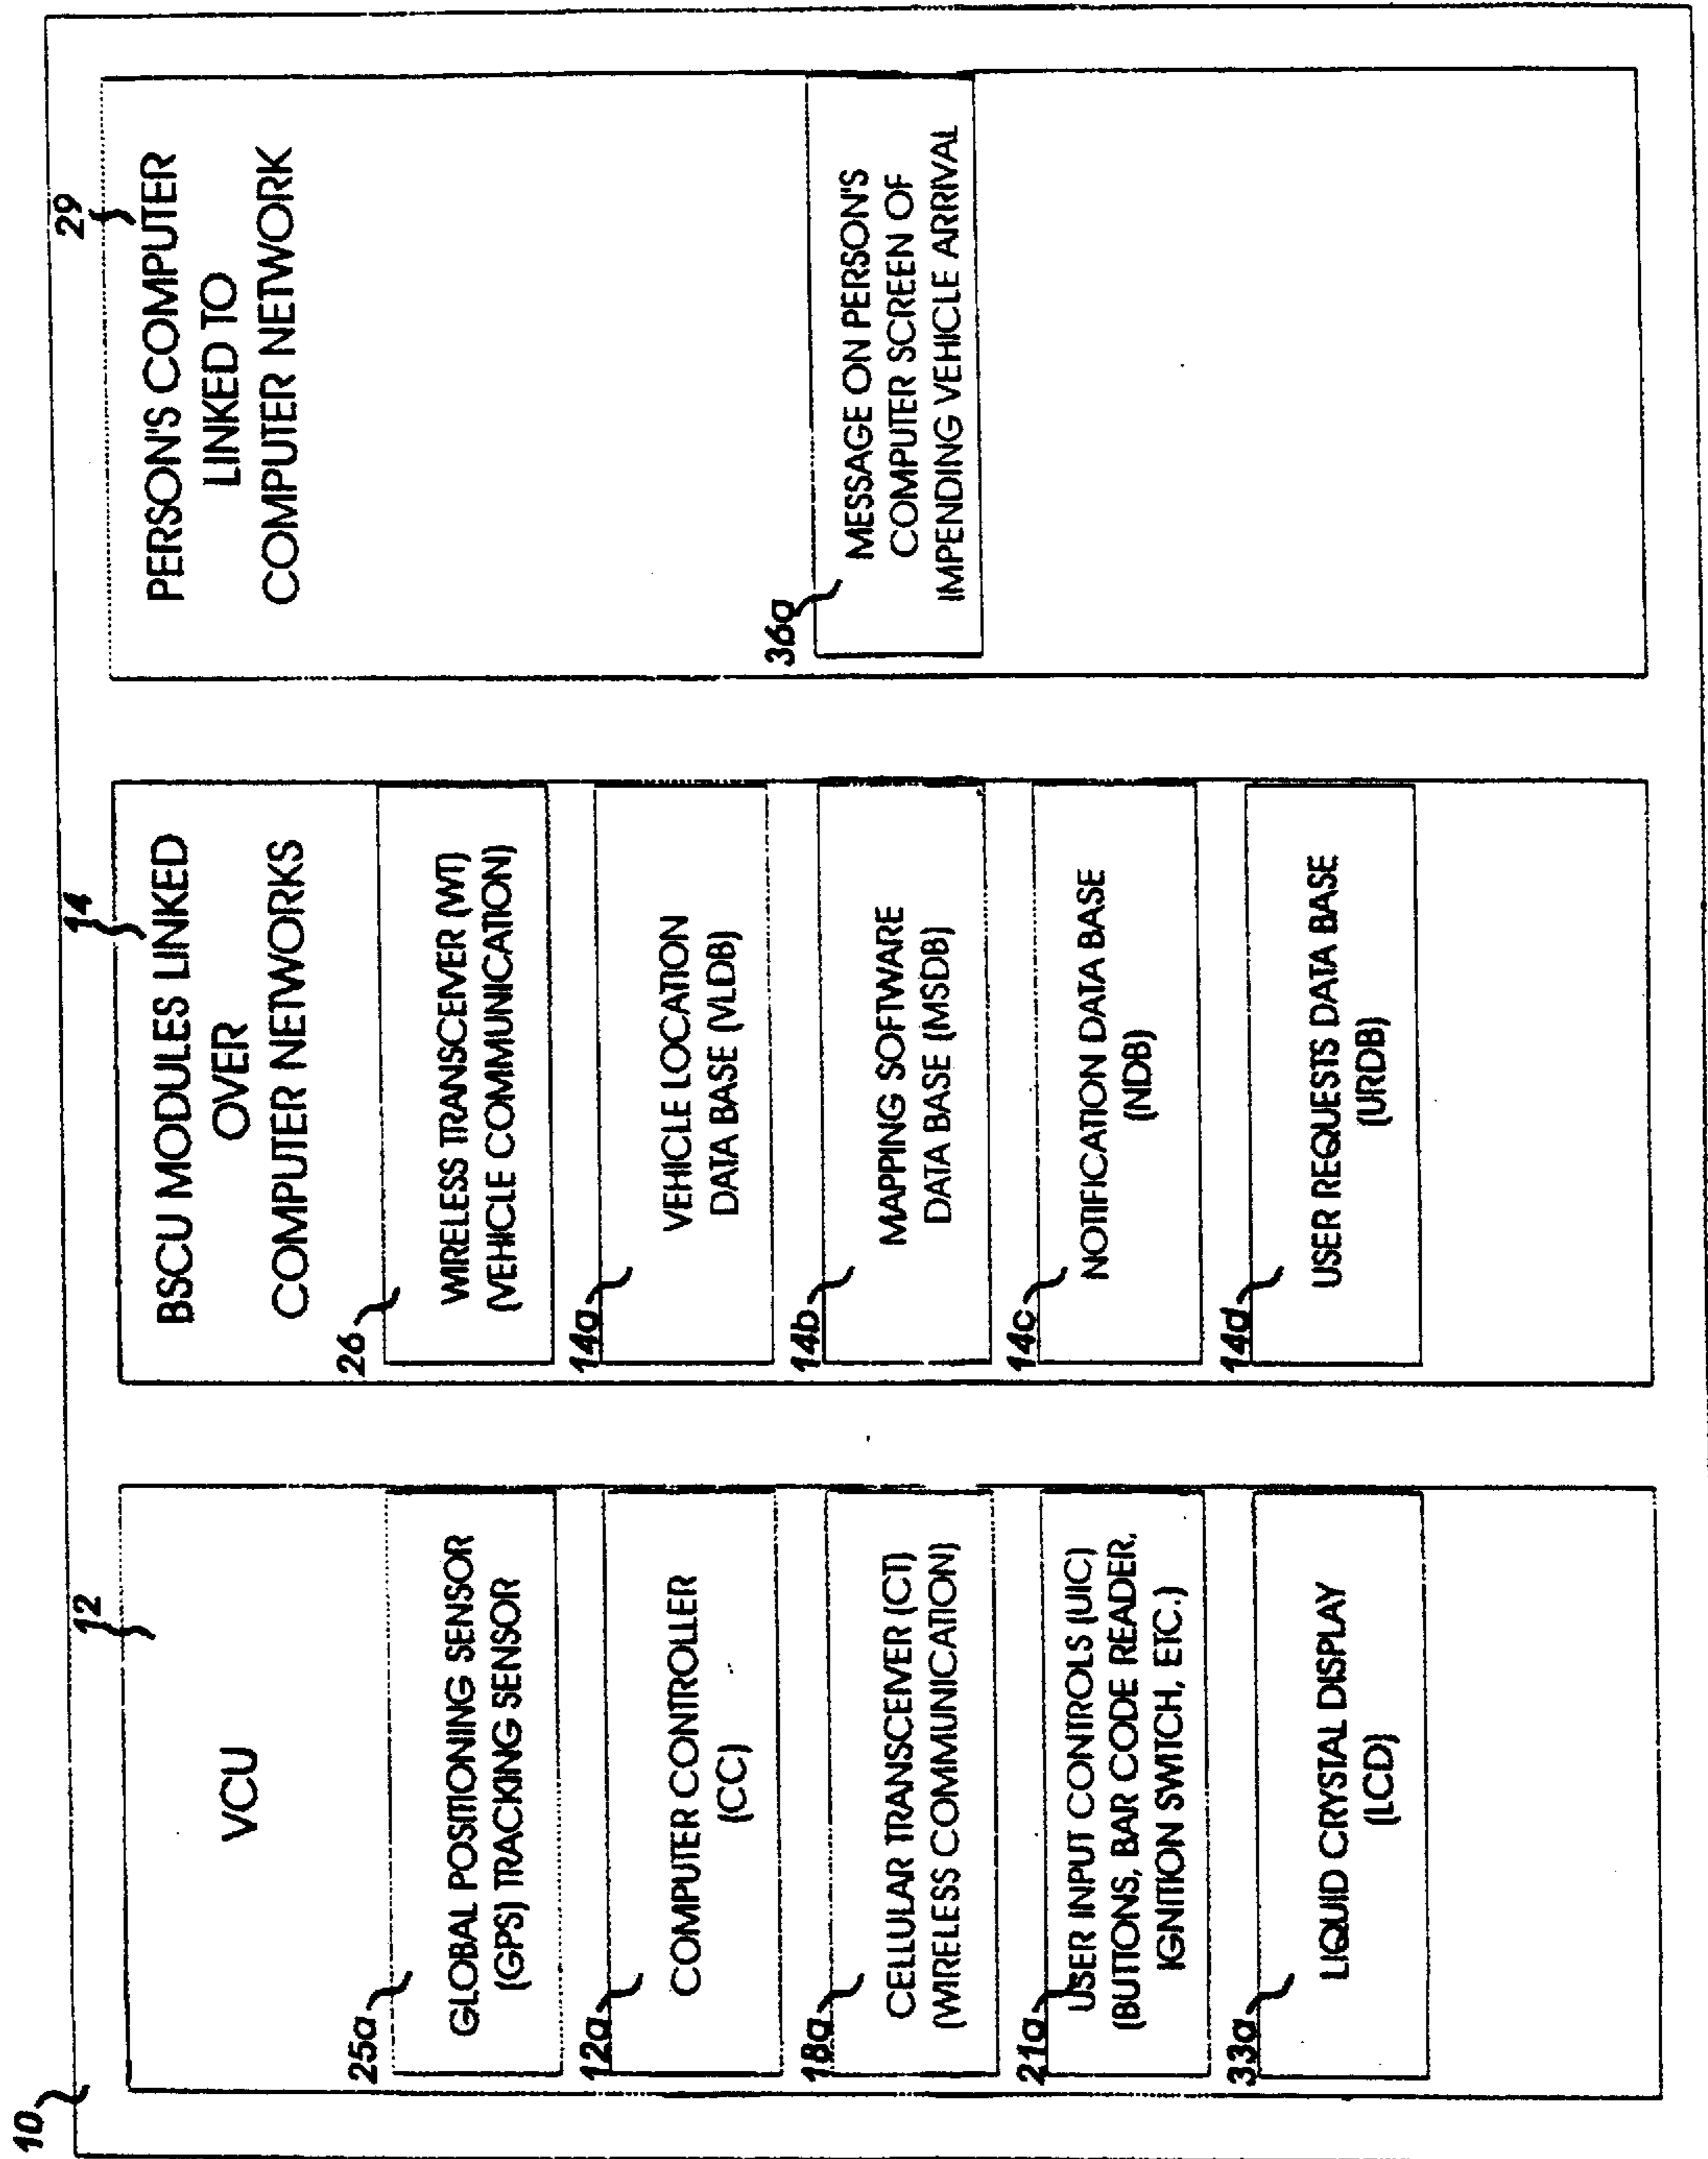 10
12
VCU
25a
GLOBAL POSITIONING SENSOR
(GPS) TRACKING SENSOR
12a
COMPUTER CONTROLLER
(CC)
18a
CELLULAR TRANSCEIVER (CT)
(WIRELESS COMMUNICATION)
21a
USER INPUT CONTROLS (UIC)
(BUTTONS, BAR CODE READER,
IGNITION SWITCH, ETC.)
33a
LIQUID CRYSTAL DISPLAY
(LCD)
14
BSCU MODULES LINKED
OVER
COMPUTER NETWORKS
26
WIRELESS TRANSCEIVER (WT)
(VEHICLE COMMUNICATION)
14a
VEHICLE LOCATION
DATA BASE (VLDB)
14b
MAPPING SOFTWARE
DATA BASE (MSDB)
14c
NOTIFICATION DATA BASE
(NDB)
14d
USER REQUESTS DATA BASE
(URDB)
29
PERSON'S COMPUTER
LINKED TO
COMPUTER NETWORK
36a
MESSAGE ON PERSON'S
COMPUTER SCREEN OF
IMPENDING VEHICLE ARRIVAL